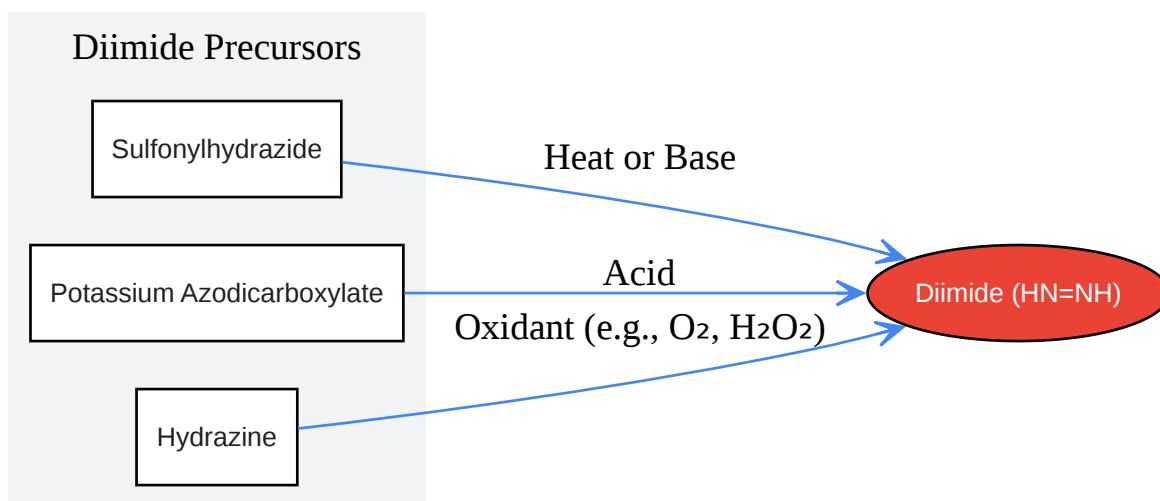 Diimide Precursors
Sulfonylhydrazide
Heat or Base
Potassium Azodicarboxylate
Acid
Diimide (HN=NH)
Oxidant (e.g., O₂, H₂O₂)
Hydrazine